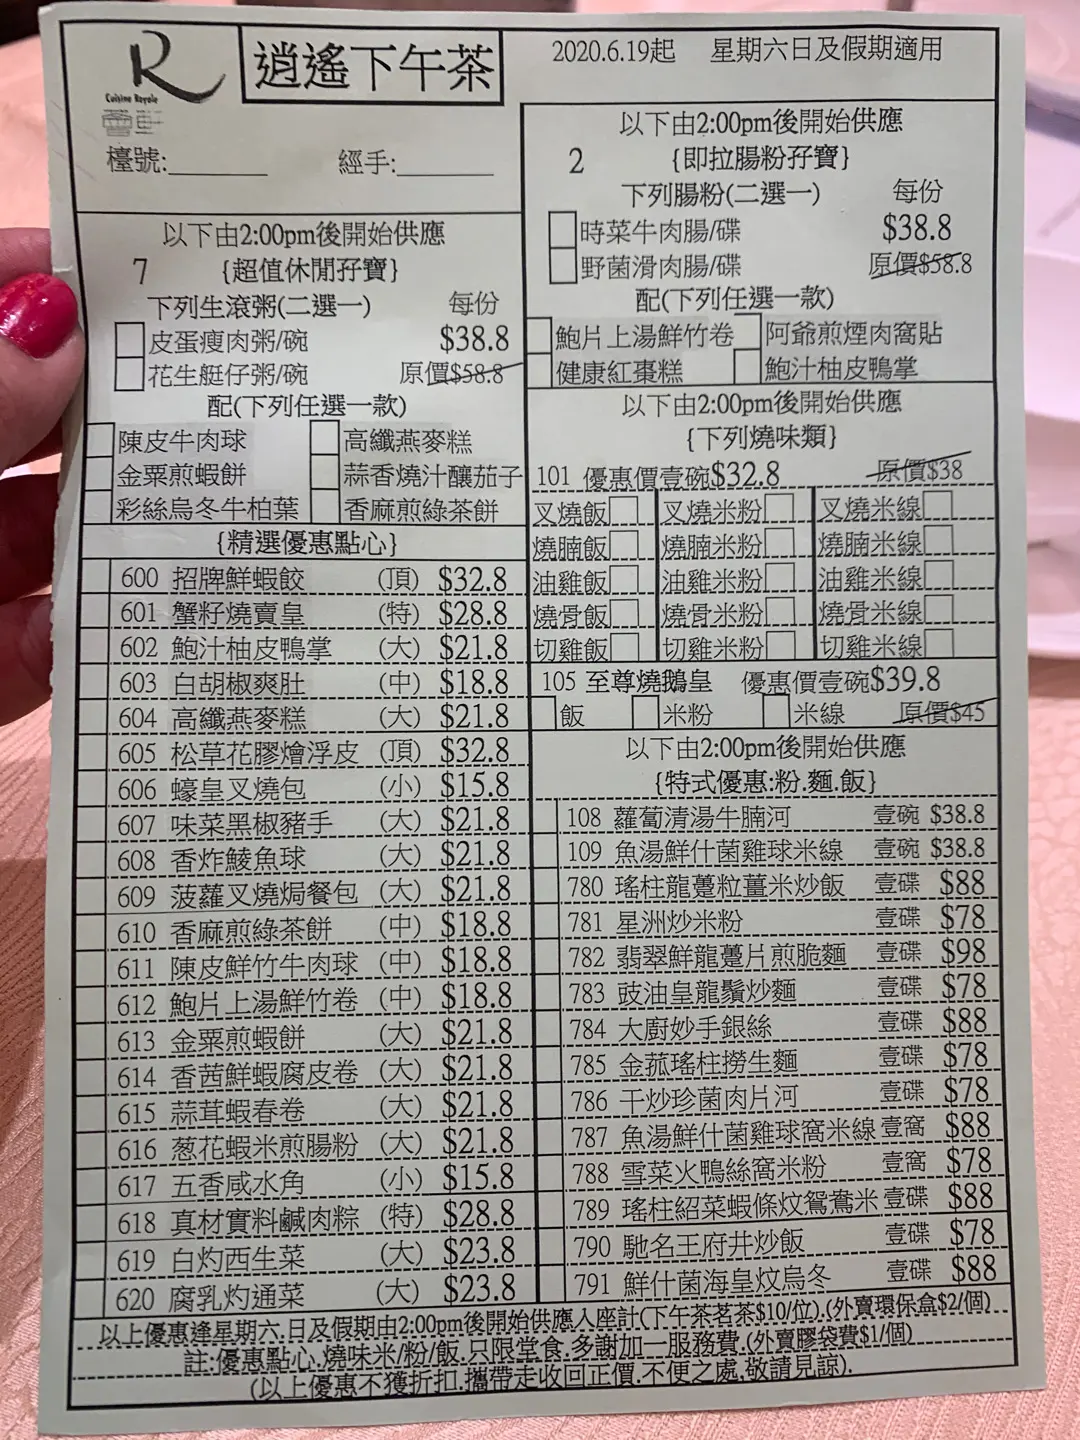 R
Cuisine Royale
逍遙下午茶
2020.6.19起 星期六日及假期適用
檯號:______ 經手:______
以下由2:00pm後開始供應
7 {超值休閒孖寶}
下列生滾粥(二選一) 每份
皮蛋瘦肉粥/碗 $38.8
花生艇仔粥/碗 原價$58.8
配(下列任選一款)
陳皮牛肉球 高纖燕麥糕
金粟煎蝦餅 蒜香燒汁釀茄子
彩絲烏冬牛柏葉 香麻煎綠茶餅
{精選優惠點心}
600 招牌鮮蝦餃 (頂) $32.8
601 蟹籽燒賣皇 (特) $28.8
602 鮑汁柚皮鴨掌 (大) $21.8
603 白胡椒爽肚 (中) $18.8
604 高纖燕麥糕 (大) $21.8
605 松草花膠燴浮皮 (頂) $32.8
606 蠔皇叉燒包 (小) $15.8
607 味菜黑椒豬手 (大) $21.8
608 香炸鯪魚球 (大) $21.8
609 菠蘿叉燒焗餐包 (大) $21.8
610 香麻煎綠茶餅 (中) $18.8
611 陳皮鮮竹牛肉球 (中) $18.8
612 鮑片上湯鮮竹卷 (中) $18.8
613 金粟煎蝦餅 (大) $21.8
614 香茜鮮蝦腐皮卷 (大) $21.8
615 蒜茸蝦春卷 (大) $21.8
616 葱花蝦米煎腸粉 (大) $21.8
617 五香咸水角 (小) $15.8
618 真材實料鹹肉粽 (特) $28.8
619 白灼西生菜 (大) $23.8
620 腐乳灼通菜 (大) $23.8
以下由2:00pm後開始供應
2 {即拉腸粉孖寶}
下列腸粉(二選一) 每份
時菜牛肉腸/碟 $38.8
野菌滑肉腸/碟 原價$58.8
配(下列任選一款)
鮑片上湯鮮竹卷 阿爺煎煙肉窩貼
健康紅棗糕 鮑汁柚皮鴨掌
以下由2:00pm後開始供應
{下列燒味類}
101 優惠價壹碗$32.8 原價$38
叉燒飯 叉燒米粉 叉燒米線
燒腩飯 燒腩米粉 燒腩米線
油雞飯 油雞米粉 油雞米線
燒骨飯 燒骨米粉 燒骨米線
切雞飯 切雞米粉 切雞米線
105 至尊燒鵝皇 優惠價壹碗$39.8
飯 米粉 米線 原價$45
以下由2:00pm後開始供應
{特式優惠:粉.麵.飯}
108 蘿蔔清湯牛腩河 壹碗 $38.8
109 魚湯鮮什菌雞球米線 壹碗 $38.8
780 瑤柱龍躉粒薑米炒飯 壹碟 $88
781 星洲炒米粉 壹碟 $78
782 翡翠鮮龍躉片煎脆麵 壹碟 $98
783 豉油皇龍鬚炒麵 壹碟 $78
784 大廚妙手銀絲 壹碟 $88
785 金菰瑤柱撈生麵 壹碟 $78
786 干炒珍菌肉片河 壹碟 $78
787 魚湯鮮什菌雞球窩米線 壹窩 $88
788 雪菜火鴨絲窩米粉 壹窩 $78
789 瑤柱紹菜蝦條炆鴛鴦米 壹碟 $88
790 馳名王府井炒飯 壹碟 $78
791 鮮什菌海皇炆烏冬 壹碟 $88
以上優惠逢星期六.日及假期由2:00pm後開始供應入座計(下午茶茗茶$10/位).(外賣環保盒$2/個)
註:優惠點心.燒味米/粉/飯.只限堂食.多謝加一服務費.(外賣膠袋費$1/個)
(以上優惠不獲折扣.攜帶走收回正價.不便之處,敬請見諒).